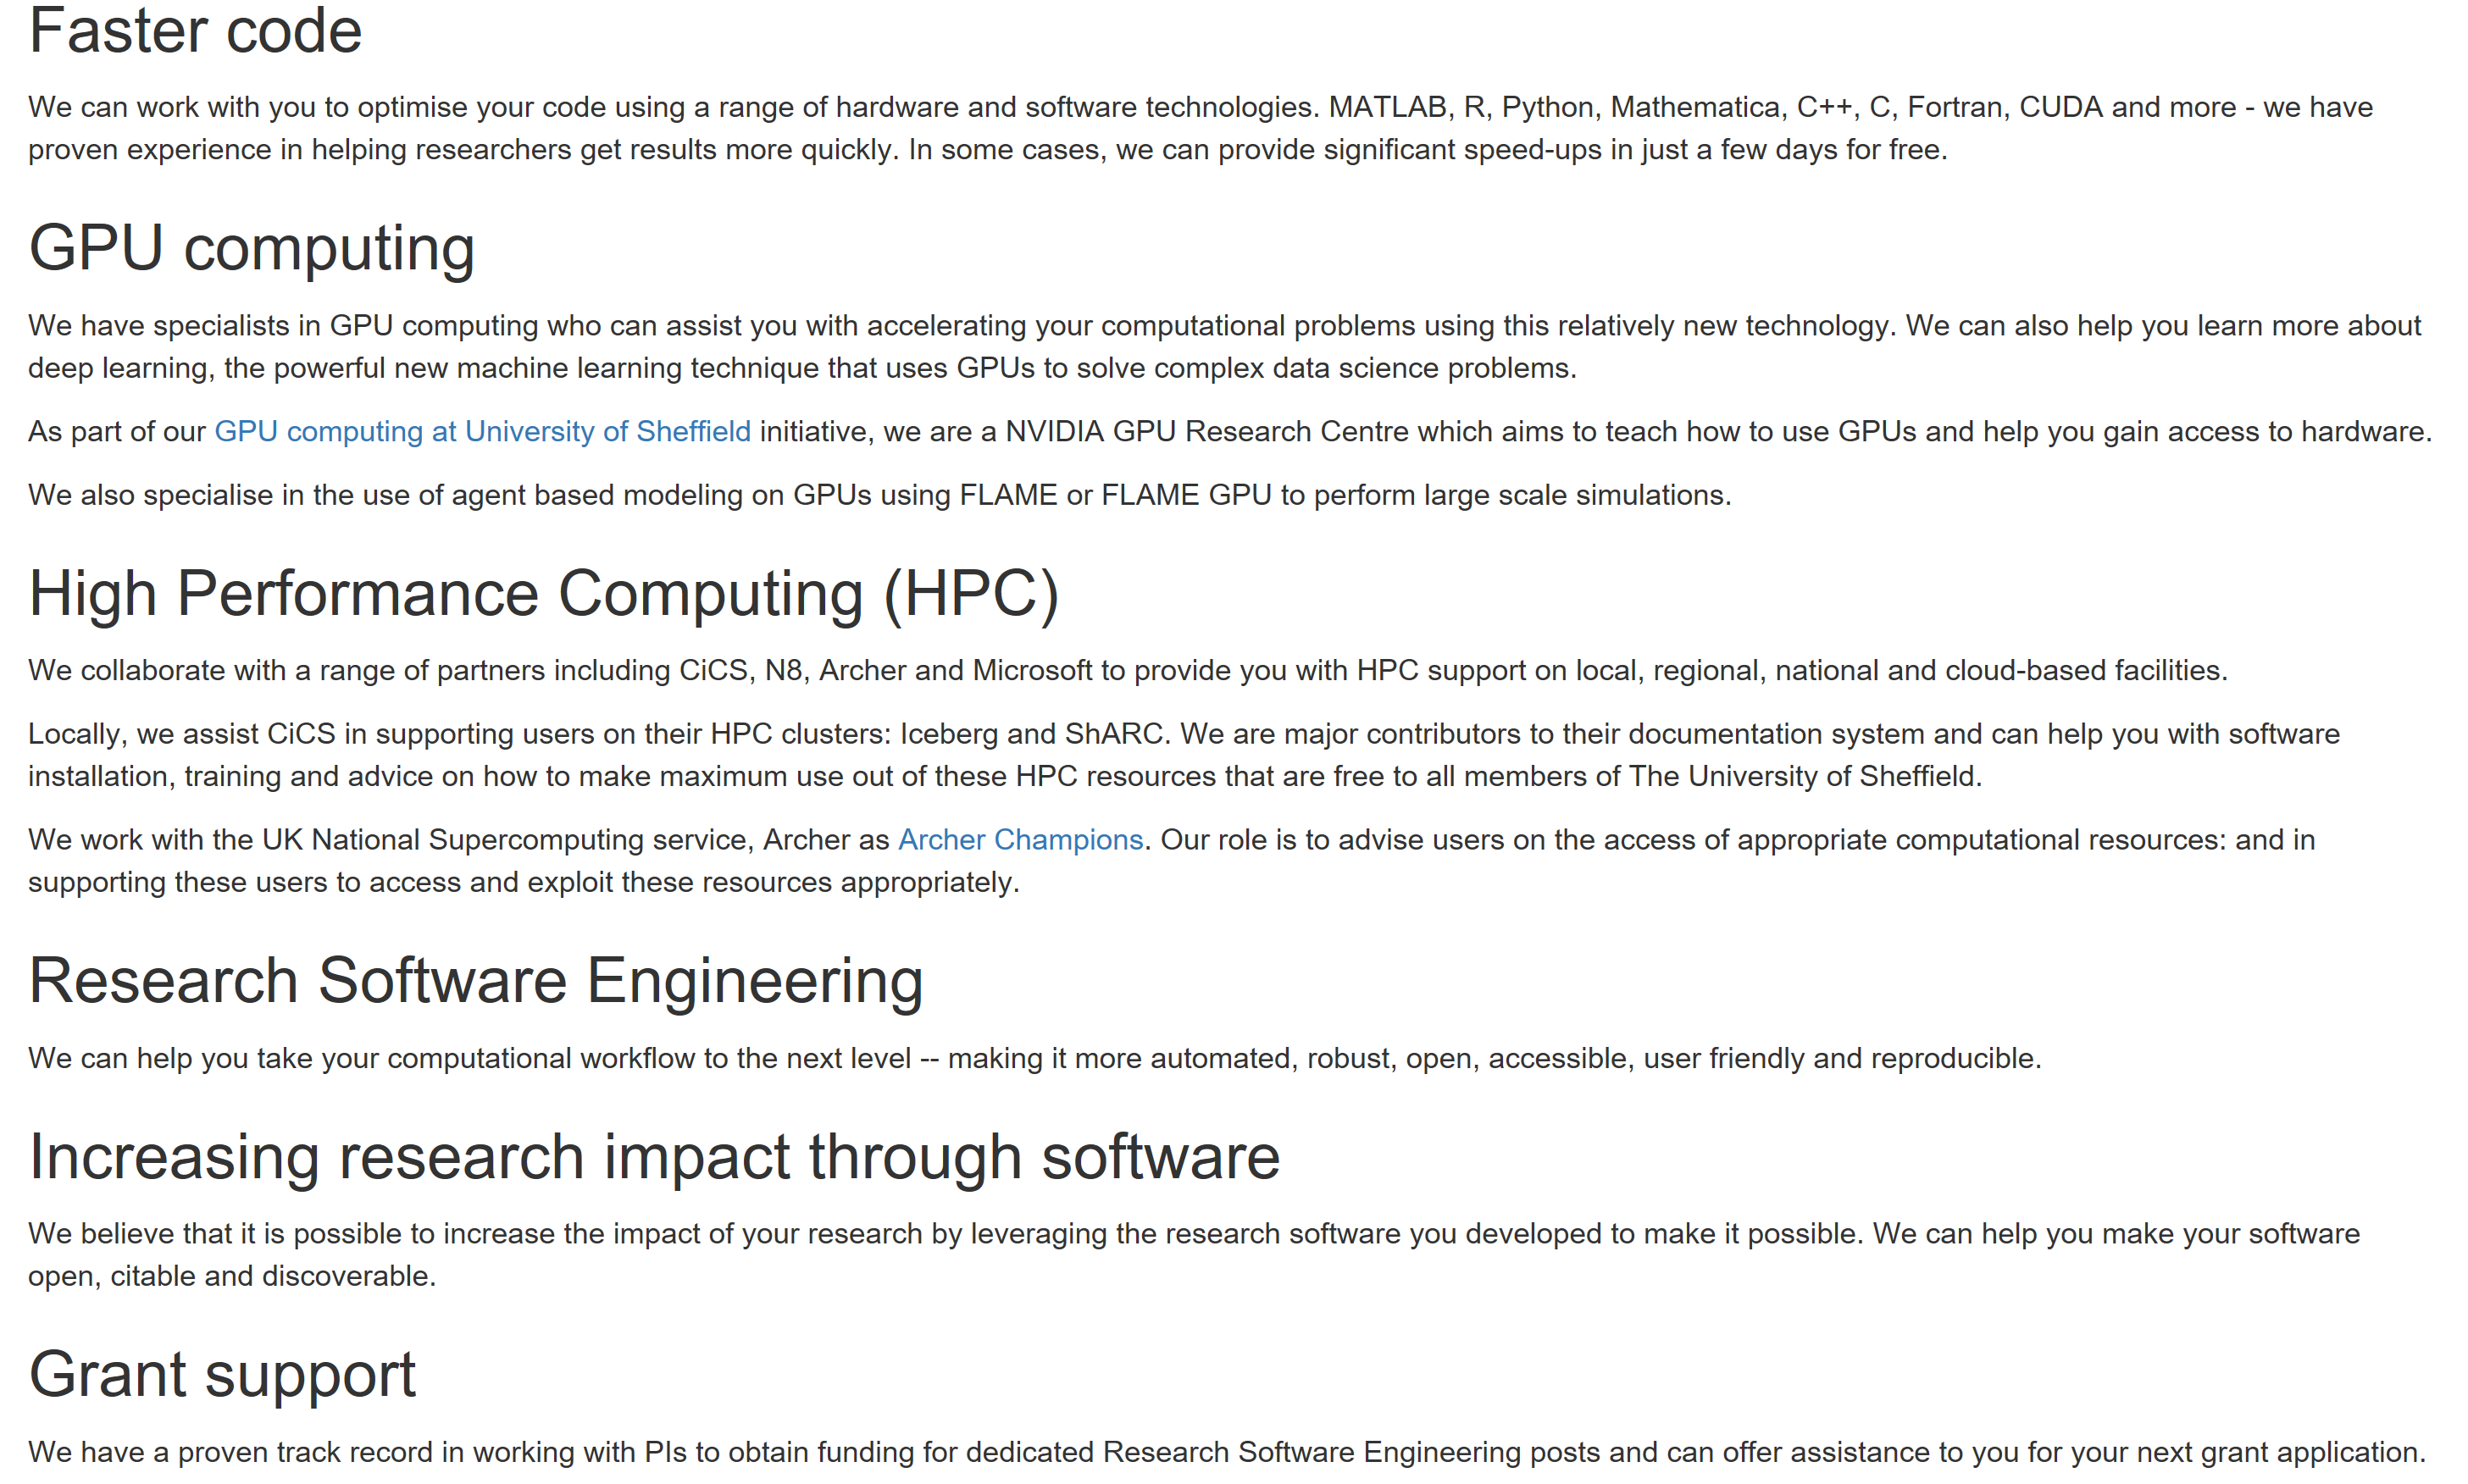 Faster code
We can work with you to optimise your code using a range of hardware and software technologies. MATLAB, R, Python, Mathematica, C++, C, Fortran, CUDA and more - we have
proven experience in helping researchers get results more quickly. In some cases, we can provide significant speed-ups in just a few days for free.
GPU computing
We have specialists in GPU computing who can assist you with accelerating your computational problems using this relatively new technology. We can also help you learn more about
deep learning, the powerful new machine learning technique that uses GPUs to solve complex data science problems.
As part of our GPU computing at University of Sheffield initiative, we are a NVIDIA GPU Research Centre which aims to teach how to use GPUs and help you gain access to hardware.
We also specialise in the use of agent based modeling on GPUs using FLAME or FLAME GPU to perform large scale simulations.
High Performance Computing (HPC)
We collaborate with a range of partners including CiCS, N8, Archer and Microsoft to provide you with HPC support on local, regional, national and cloud-based facilities.
Locally, we assist CiCS in supporting users on their HPC clusters: Iceberg and ShARC. We are major contributors to their documentation system and can help you with software
installation, training and advice on how to make maximum use out of these HPC resources that are free to all members of The University of Sheffield.
We work with the UK National Supercomputing service, Archer as Archer Champions. Our role is to advise users on the access of appropriate computational resources: and in
supporting these users to access and exploit these resources appropriately.
Research Software Engineering
We can help you take your computational workflow to the next level -- making it more automated, robust, open, accessible, user friendly and reproducible.
Increasing research impact through software
We believe that it is possible to increase the impact of your research by leveraging the research software you developed to make it possible. We can help you make your software
open, citable and discoverable.
Grant support
We have a proven track record in working with PIs to obtain funding for dedicated Research Software Engineering posts and can offer assistance to you for your next grant application.